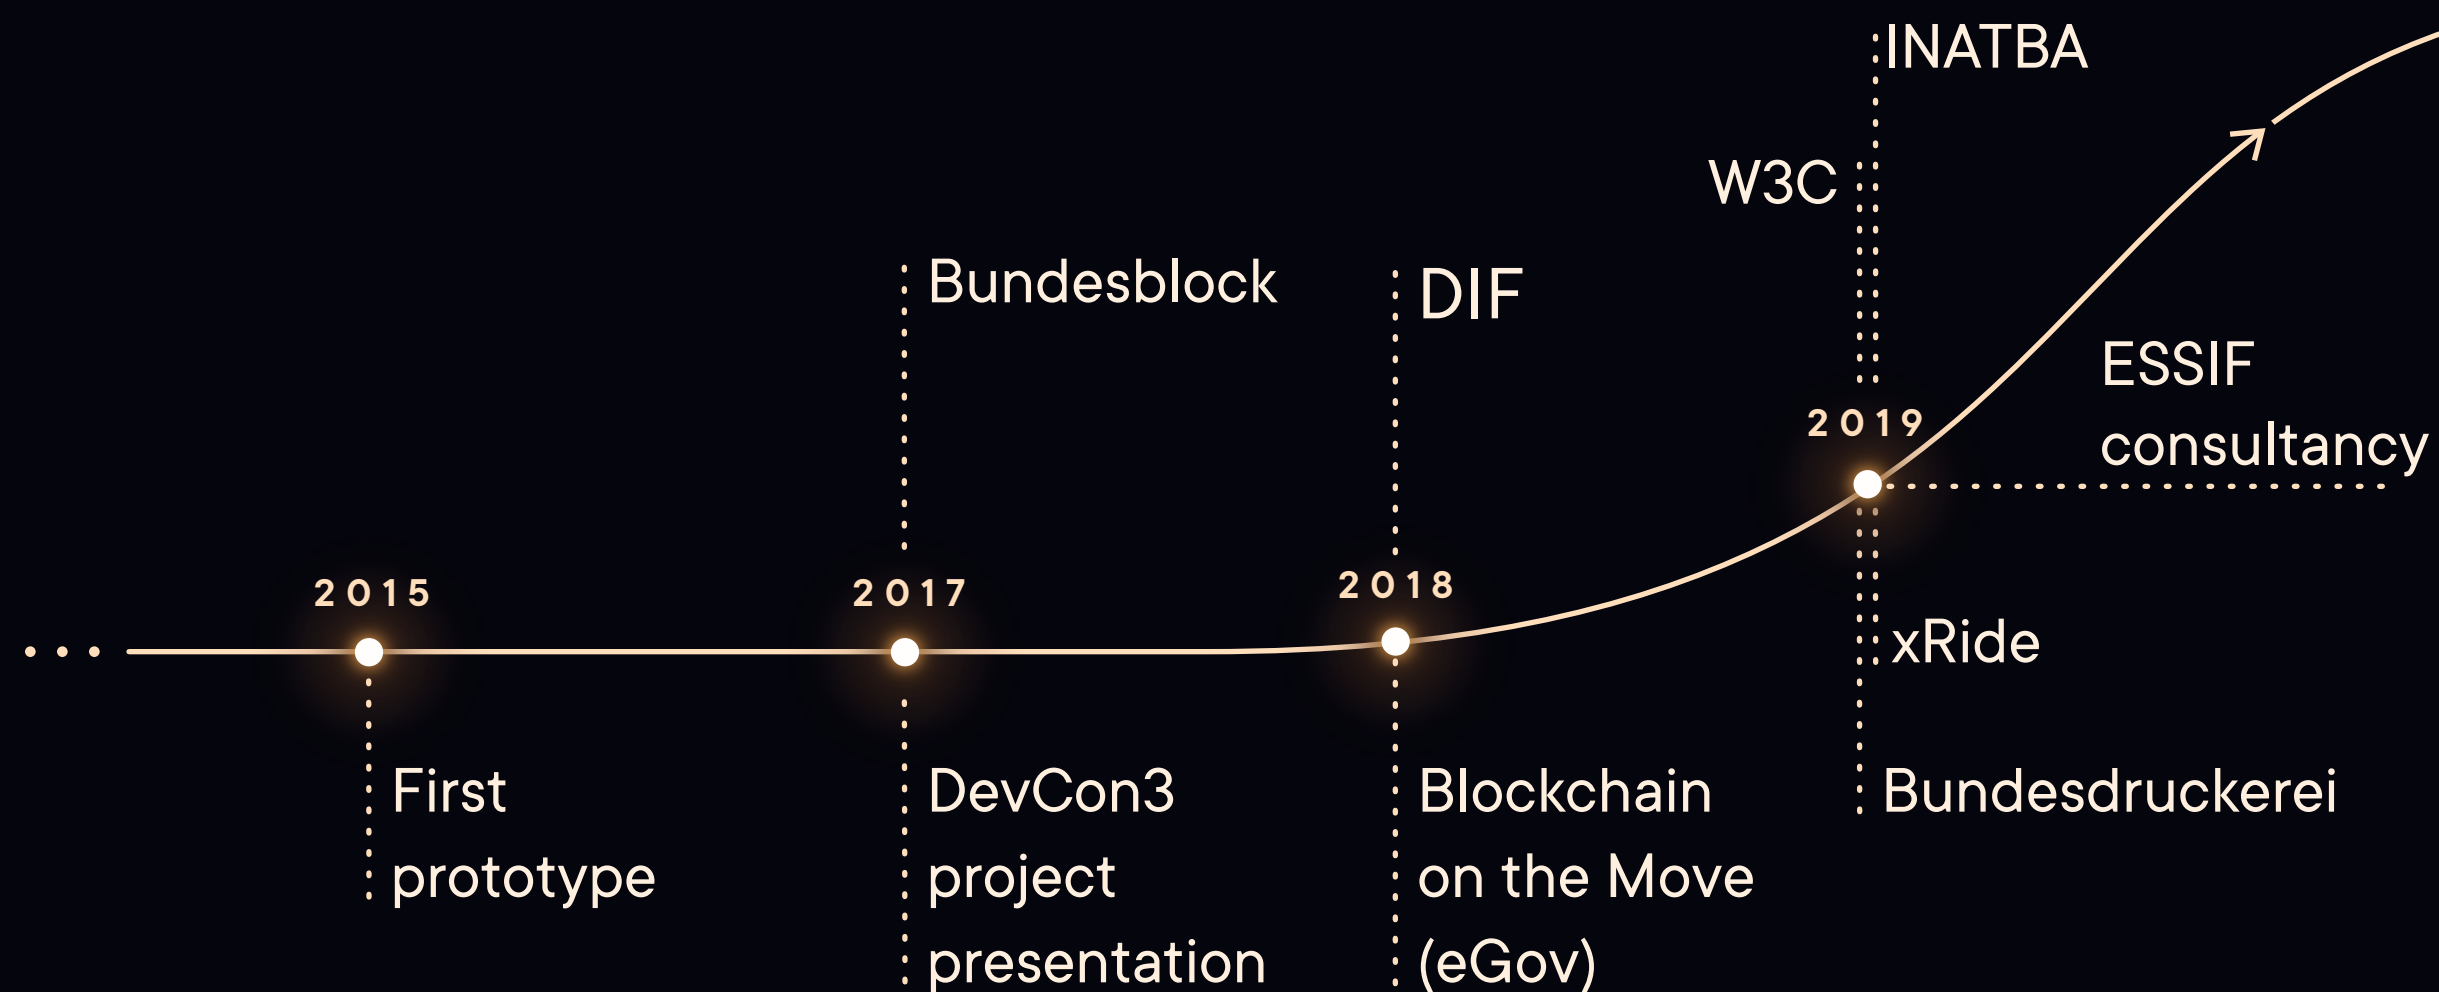 INATBA
W3C
Bundesblock
DIF
ESSIF
consultancy
2019
2015
2017
2018
xRide
First
prototype
DevCon3
project
presentation
Blockchain
on the Move
(eGov)
Bundesdruckerei